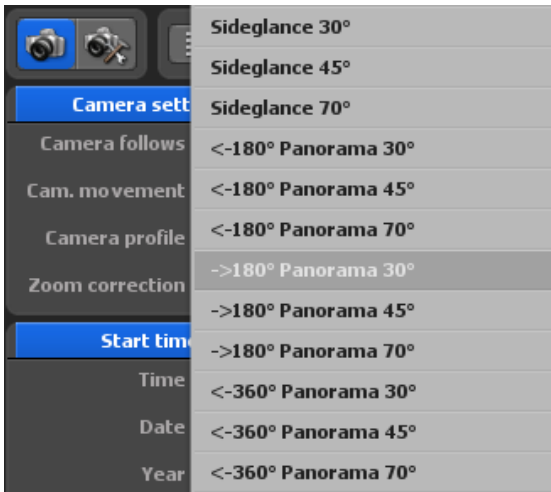 Sideglance 30°
Sideglance 45°
Camera sett
Sideglance 70°
Camera follows
<-180° Panorama 30°
Cam. movement
<-180° Panorama 45°
Camera profile
<-180° Panorama 70°
Zoom correction
->180° Panorama 30°
->180° Panorama 45°
Start time
->180° Panorama 70°
Time
<-360° Panorama 30°
Date
<-360° Panorama 45°
Year
<-360° Panorama 70°